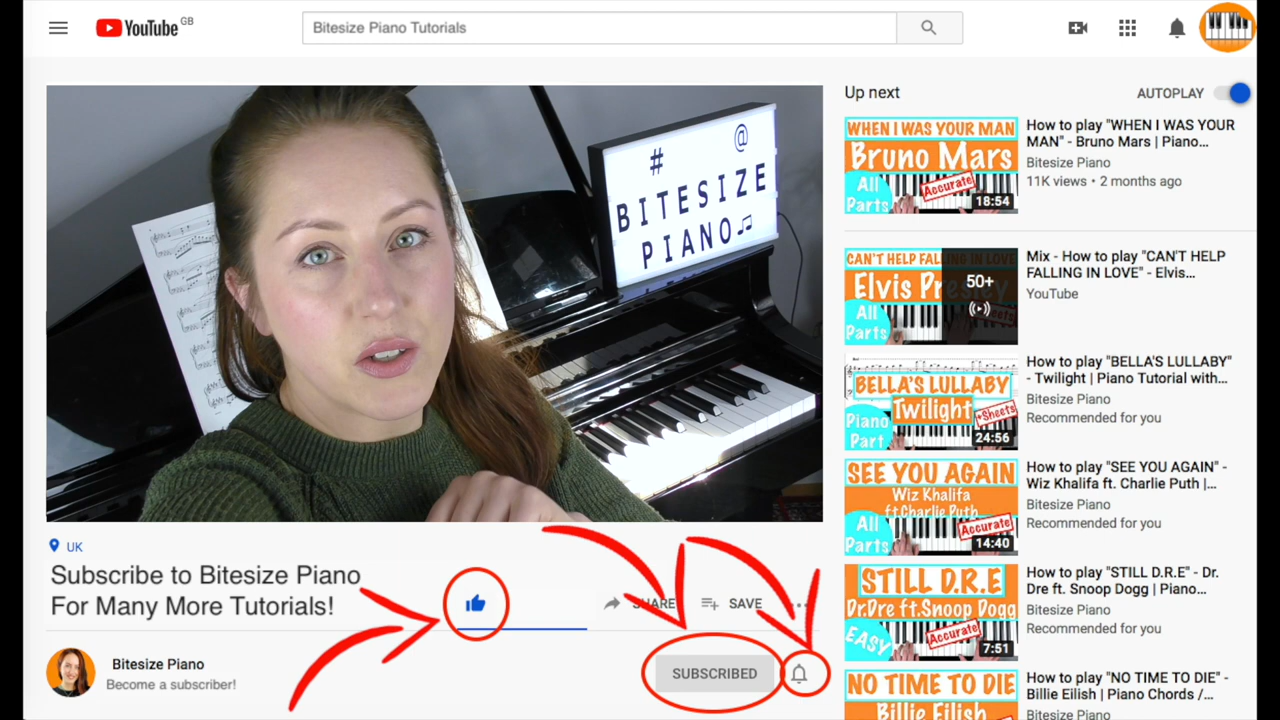 YouTube GB
Bitesize Piano Tutorials
# @
BITESIZE
PIANO♫
UK
Subscribe to Bitesize Piano
For Many More Tutorials!
SHARE
SAVE
Bitesize Piano
Become a subscriber!
SUBSCRIBED
Up next
AUTOPLAY
WHEN I WAS YOUR MAN
Bruno Mars
All
Parts
Accurate
18:54
How to play "WHEN I WAS YOUR
MAN" - Bruno Mars | Piano...
Bitesize Piano
11K views • 2 months ago
CAN'T HELP FALLING IN LOVE
Elvis Presley
All
Parts
50+
Mix - How to play "CAN'T HELP
FALLING IN LOVE" - Elvis...
YouTube
BELLA'S LULLABY
Twilight
Piano
Part
+Sheets
24:56
How to play "BELLA'S LULLABY"
- Twilight | Piano Tutorial with...
Bitesize Piano
Recommended for you
SEE YOU AGAIN
Wiz Khalifa
ft.Charlie Puth
All
Parts
Accurate
14:40
How to play "SEE YOU AGAIN" -
Wiz Khalifa ft. Charlie Puth |...
Bitesize Piano
Recommended for you
STILL D.R.E
Dr.Dre ft.Snoop Dogg
EASY
Accurate
7:51
How to play "STILL D.R.E" - Dr.
Dre ft. Snoop Dogg | Piano...
Bitesize Piano
Recommended for you
NO TIME TO DIE
Billie Eilish
How to play "NO TIME TO DIE" -
Billie Eilish | Piano Chords /...
Bitesize Piano